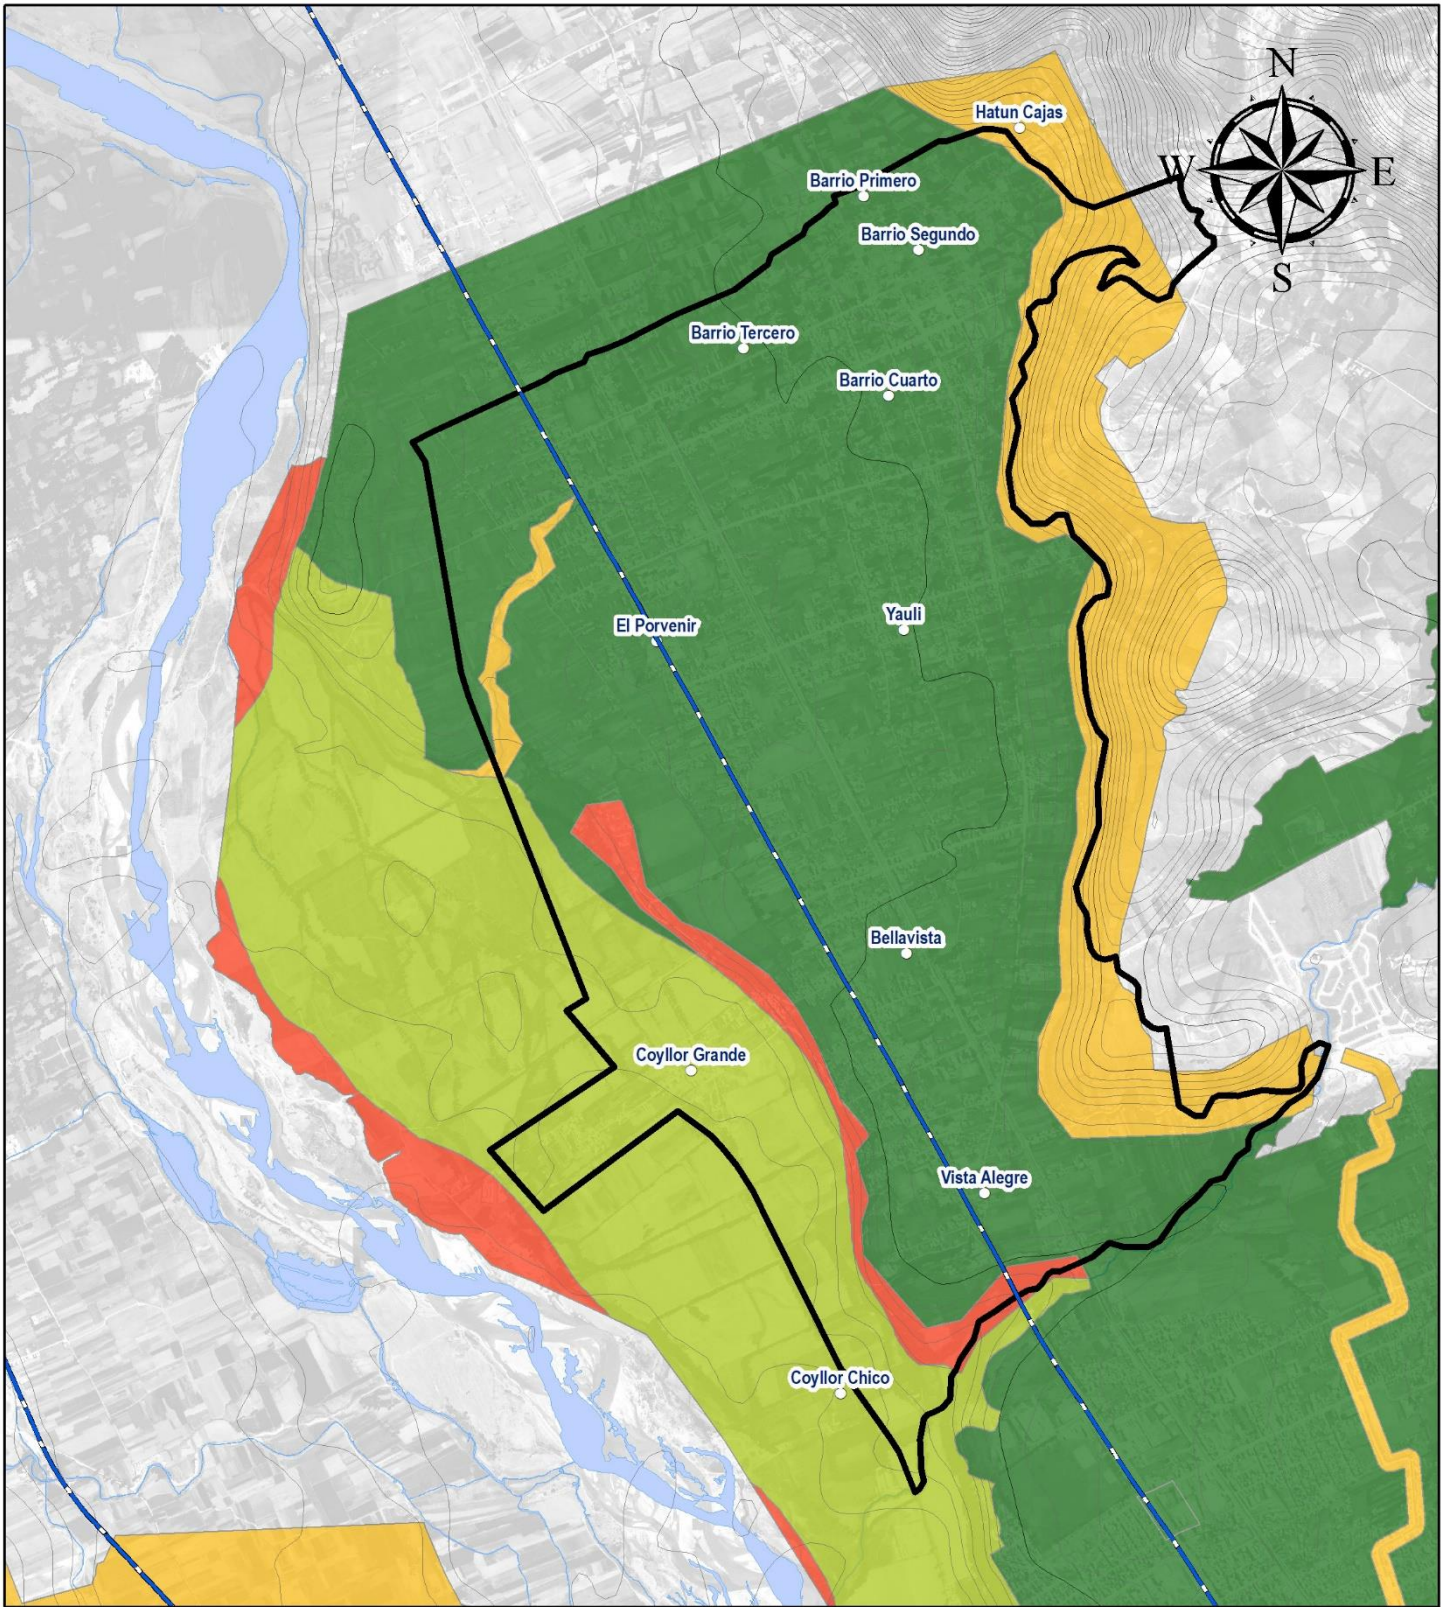 N
Hatun Cajas
W
E
Barrio Primero
Barrio Segundo
S
Barrio Tercero
Barrio Cuarto
Yauli
El Porvenir
Bellavista
Coyllor Grande
Vista Alegre
Coyllor Chico